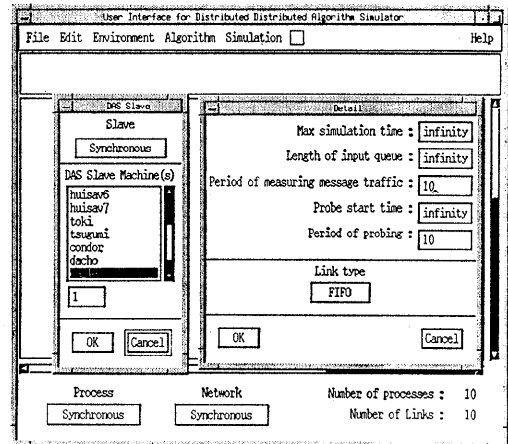 User Interface for Distributed Distributed Algorithm Simulator
File Edit Environment Algorithm Simulation Help
DAS Slave
Slave
Synchronous
DAS Slave Machine(s)
huisav6
huisav7
toki
tsugumi
condor
dacho
1
OK Cancel
Detail
Max simulation time : infinity
Length of input queue : infinity
Period of measuring message traffic : 10
Probe start time : infinity
Period of probing : 10
Link type
FIFO
OK Cancel
Process Network Number of processes : 10
Synchronous Synchronous Number of Links : 10